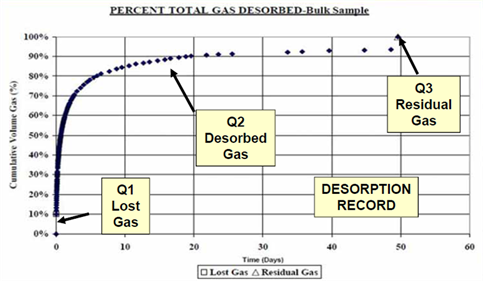 PERCENT TOTAL GAS DESORBED-Bulk Sample
Cumulative Volume Gas (%)
100%
90%
80%
70%
60%
50%
40%
30%
20%
10%
0%
Q1
Lost
Gas
Q2
Desorbed
Gas
Q3
Residual
Gas
DESORPTION
RECORD
0
10
20
30
40
50
60
Time (Days)
Lost Gas
Residual Gas